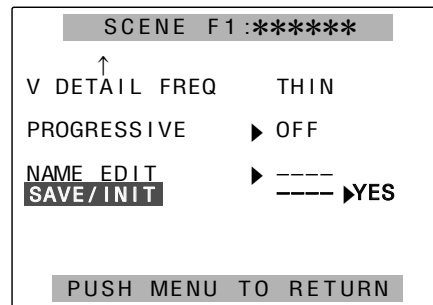 SCENE F1:******
↑
V DETAIL FREQ THIN
PROGRESSIVE ▶ OFF
NAME EDIT ▶ ----
SAVE/INIT ---- ▶YES
PUSH MENU TO RETURN